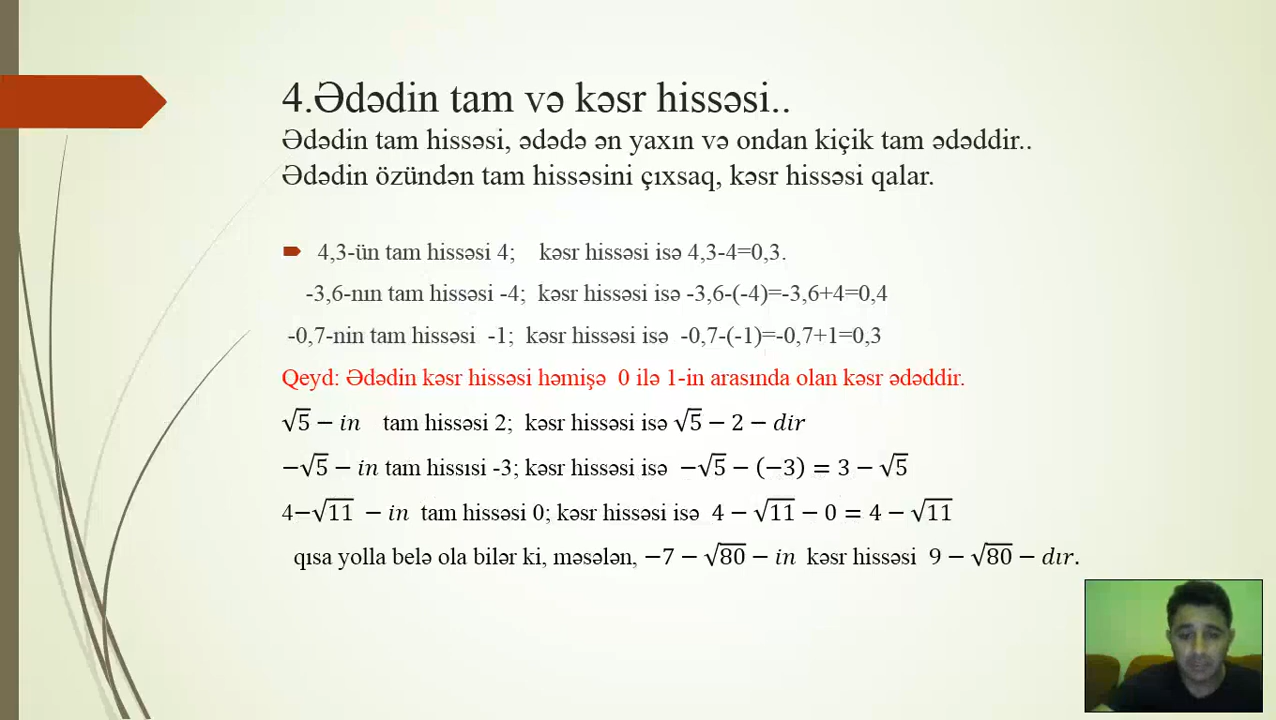 4.Ədədin tam və kəsr hissəsi..
Ədədin tam hissəsi, ədədə ən yaxın və ondan kiçik tam ədəddir..
Ədədin özündən tam hissəsini çıxsaq, kəsr hissəsi qalar.
4,3-ün tam hissəsi 4; kəsr hissəsi isə 4,3-4=0,3.
-3,6-nın tam hissəsi -4; kəsr hissəsi isə -3,6-(-4)=-3,6+4=0,4
-0,7-nin tam hissəsi -1; kəsr hissəsi isə -0,7-(-1)=-0,7+1=0,3
Qeyd: Ədədin kəsr hissəsi həmişə 0 ilə 1-in arasında olan kəsr ədəddir.
√5 − in tam hissəsi 2; kəsr hissəsi isə √5 − 2 − dir
−√5 − in tam hissısi -3; kəsr hissəsi isə −√5 − (−3) = 3 − √5
4−√11 − in tam hissəsi 0; kəsr hissəsi isə 4 − √11 − 0 = 4 − √11
qısa yolla belə ola bilər ki, məsələn, −7 − √80 − in kəsr hissəsi 9 − √80 − dır.